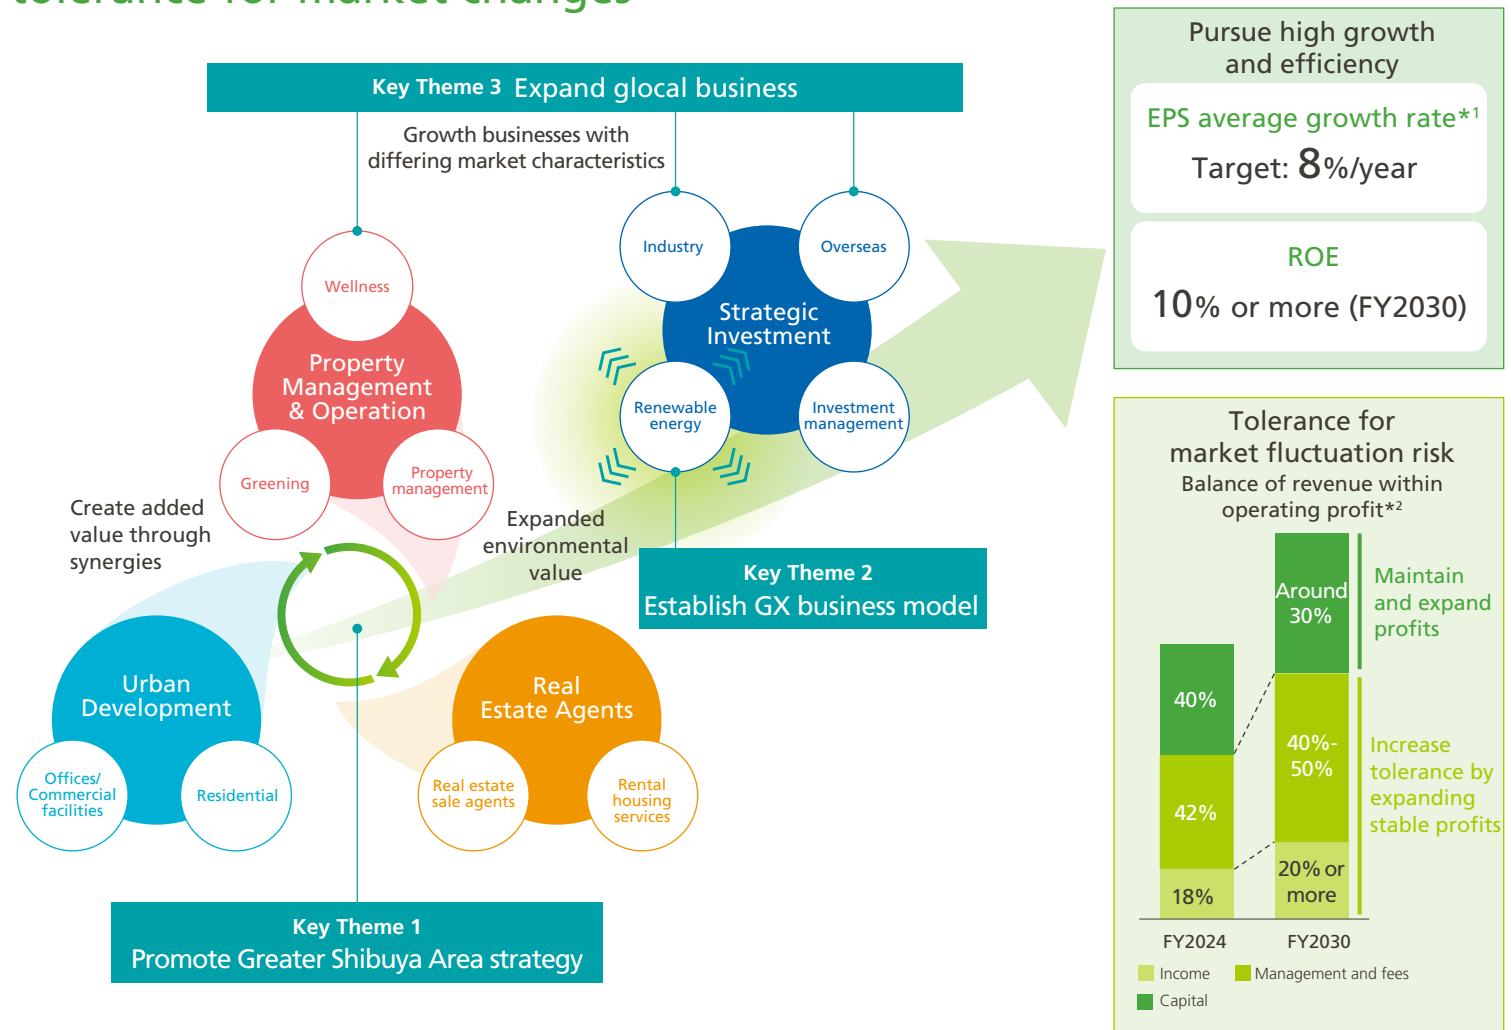 tolerance for market changes
Key Theme 3 Expand glocal business
Growth businesses with
differing market characteristics
Wellness
Property
Management
& Operation
Greening
Property
management
Industry
Overseas
Strategic
Investment
Renewable
energy
Investment
management
Create added
value through
synergies
Expanded
environmental
value
Key Theme 2
Establish GX business model
Urban
Development
Offices/
Commercial
facilities
Residential
Real
Estate Agents
Real estate
sale agents
Rental
housing
services
Key Theme 1
Promote Greater Shibuya Area strategy
Pursue high growth
and efficiency
EPS average growth rate*1
Target: 8%/year
ROE
10% or more (FY2030)
Tolerance for
market fluctuation risk
Balance of revenue within
operating profit*2
Around
30%
Maintain
and expand
profits
40%
40%-
50%
Increase
tolerance by
expanding
stable profits
42%
20% or
more
18%
FY2024
FY2030
Income
Management and fees
Capital